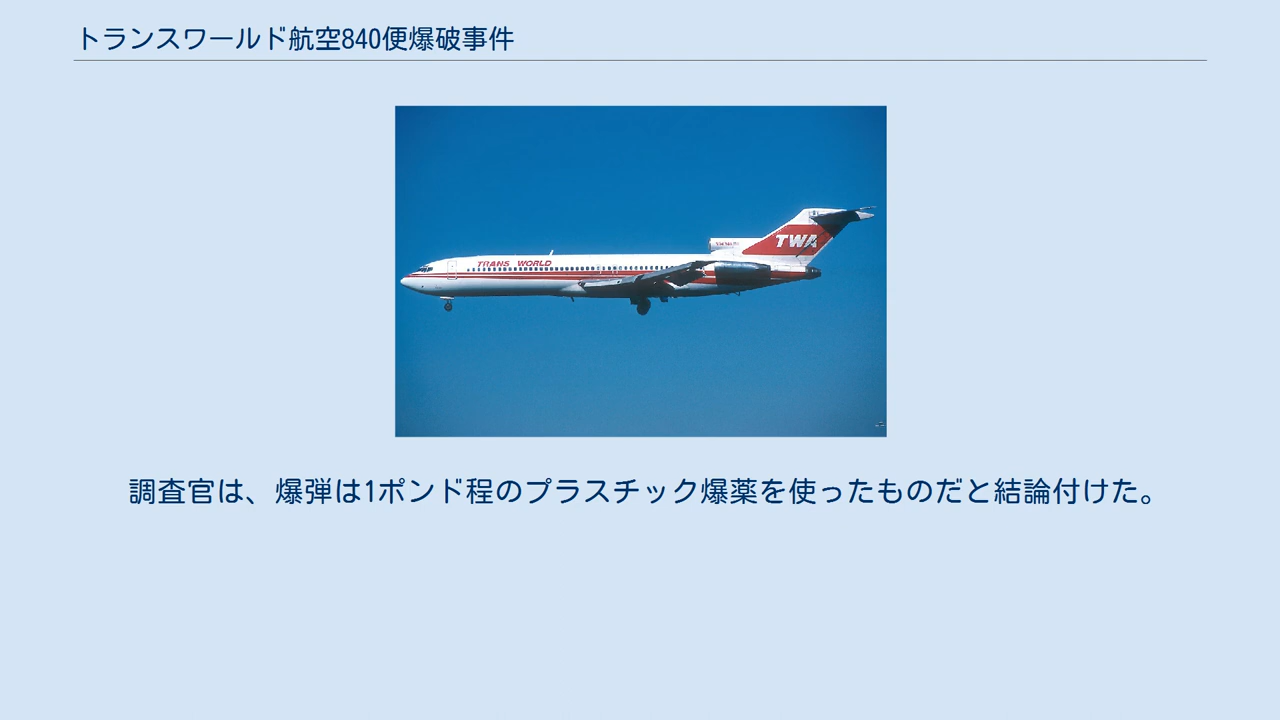 トランスワールド航空840便爆破事件
TWA
TRANS WORLD
調査官は、爆弾は1ポンド程のプラスチック爆薬を使ったものだと結論付けた。